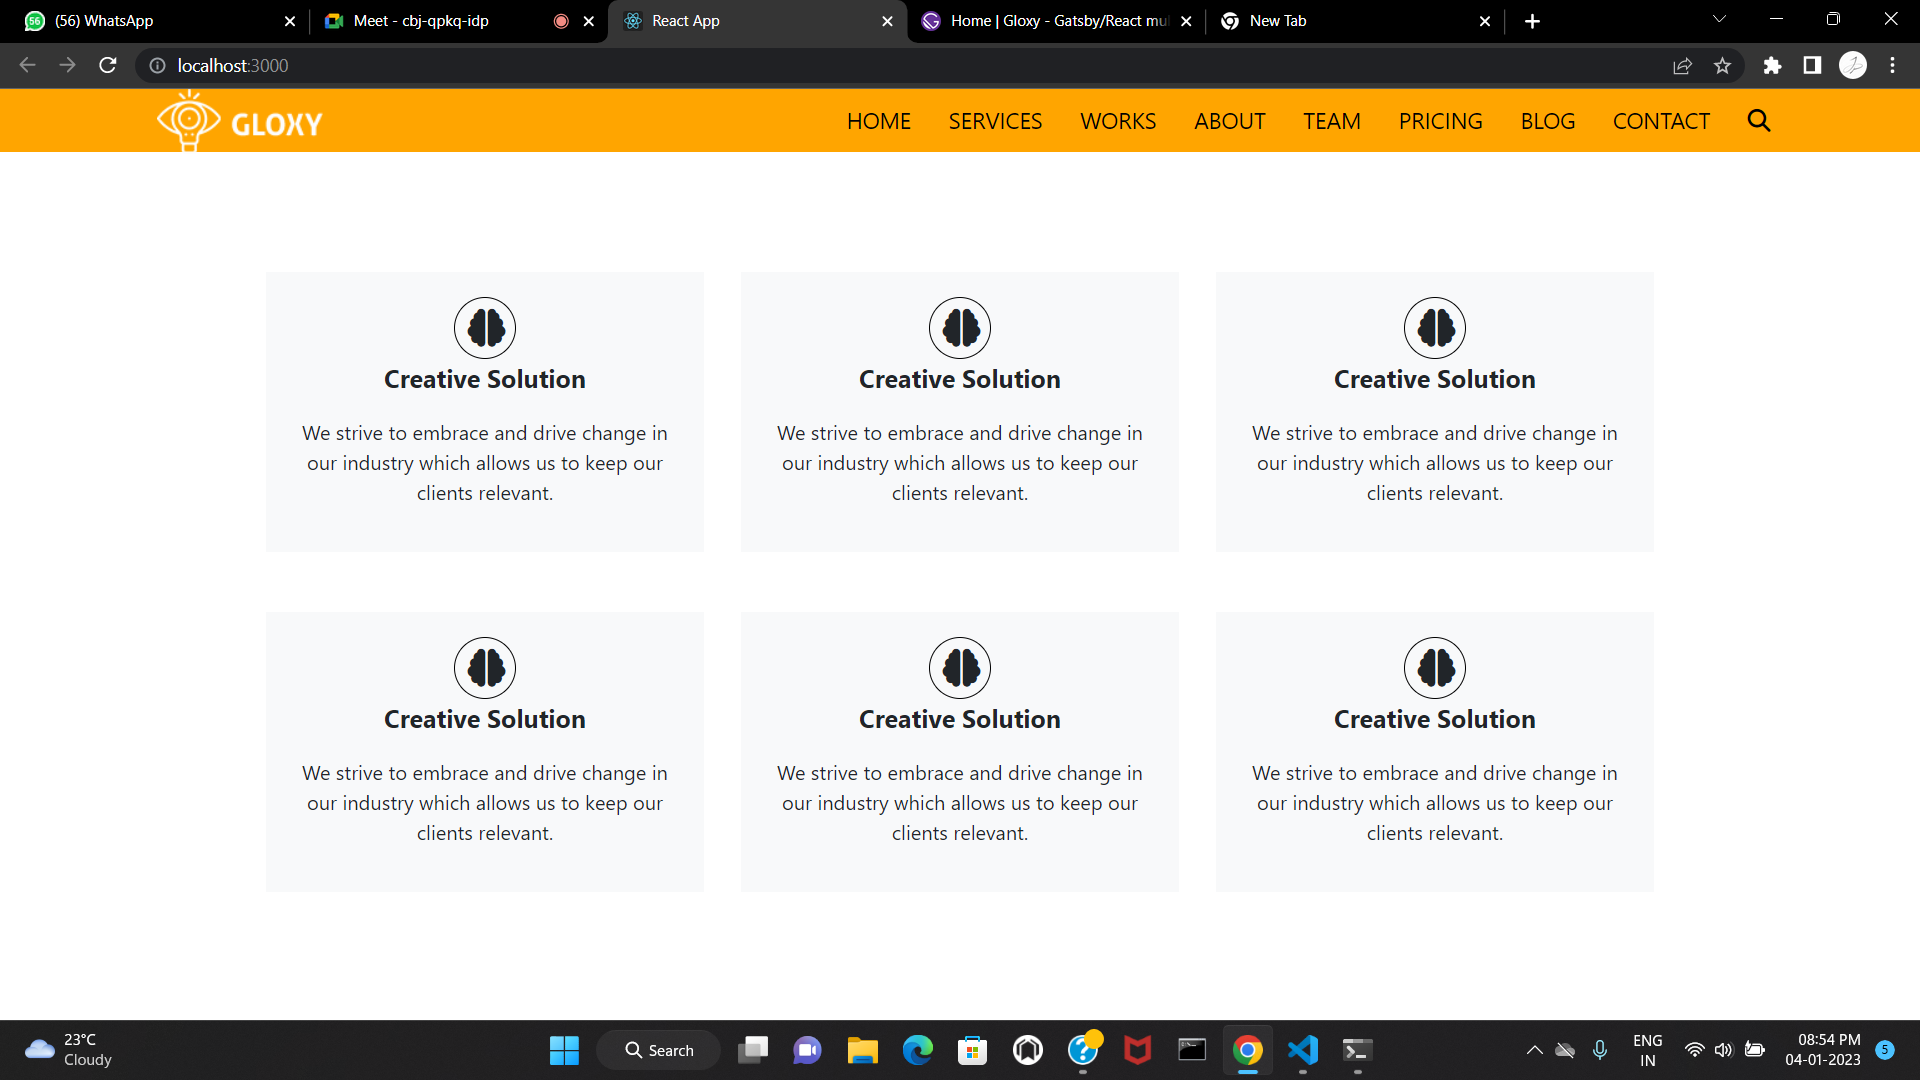 (56) WhatsApp
Meet - cbj-qpkq-idp
React App
Home | Gloxy - Gatsby/React mul
New Tab
localhost:3000
GLOXY
HOME SERVICES WORKS ABOUT TEAM PRICING BLOG CONTACT
Creative Solution
We strive to embrace and drive change in
our industry which allows us to keep our
clients relevant.
Creative Solution
We strive to embrace and drive change in
our industry which allows us to keep our
clients relevant.
Creative Solution
We strive to embrace and drive change in
our industry which allows us to keep our
clients relevant.
Creative Solution
We strive to embrace and drive change in
our industry which allows us to keep our
clients relevant.
Creative Solution
We strive to embrace and drive change in
our industry which allows us to keep our
clients relevant.
Creative Solution
We strive to embrace and drive change in
our industry which allows us to keep our
clients relevant.
23°C
Cloudy
Search
ENG
IN
08:54 PM
04-01-2023
5